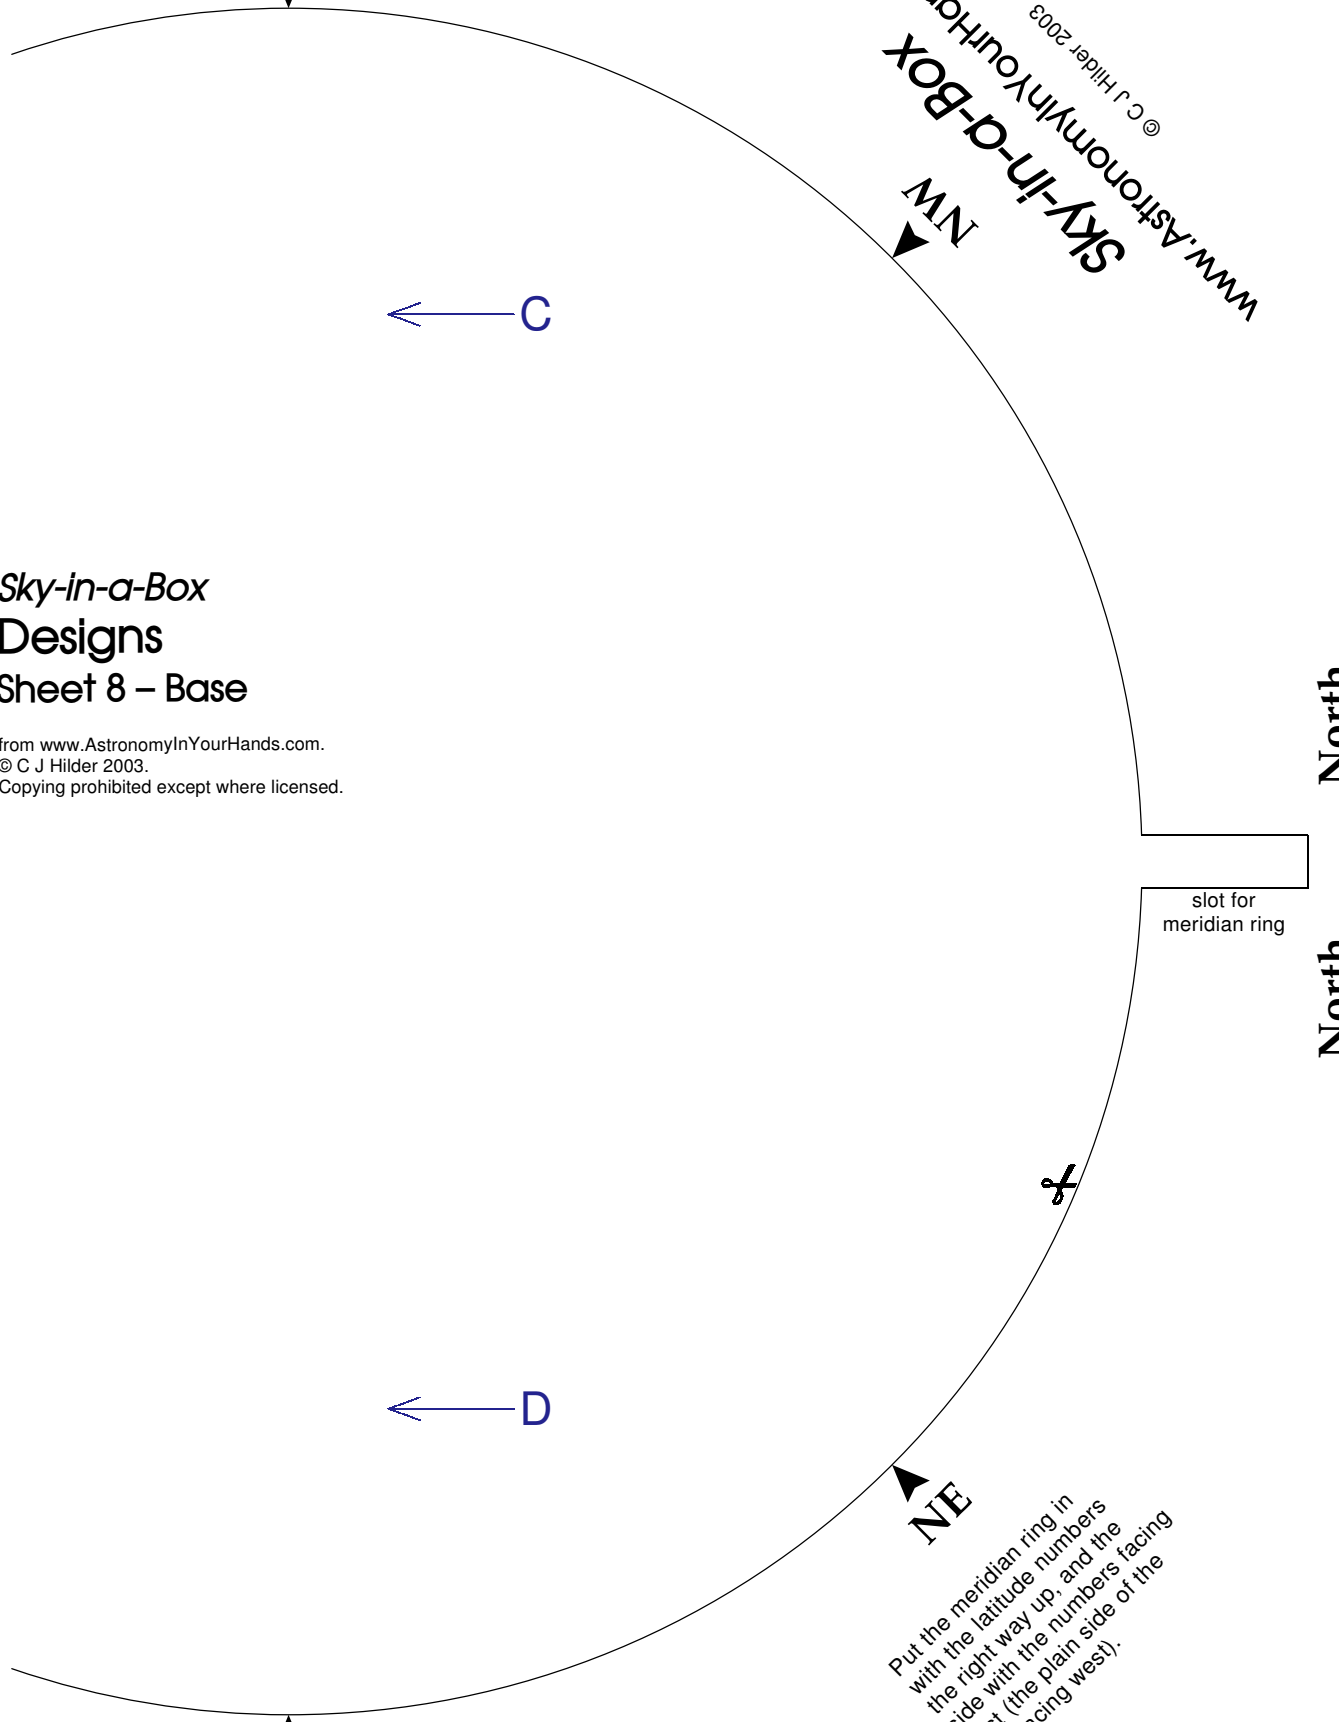 © C J Hilder 2003
Sky-in-a-Box
NW
C
Sky-in-a-Box
Designs
Sheet 8 – Base
from www.AstronomyInYourHands.com.
© C J Hilder 2003.
Copying prohibited except where licensed.
North
slot for
meridian ring
North
D
NE
Put the meridian ring in
with the latitude numbers
the right way up, and the
with the numbers facing
(the plain side of the
west).